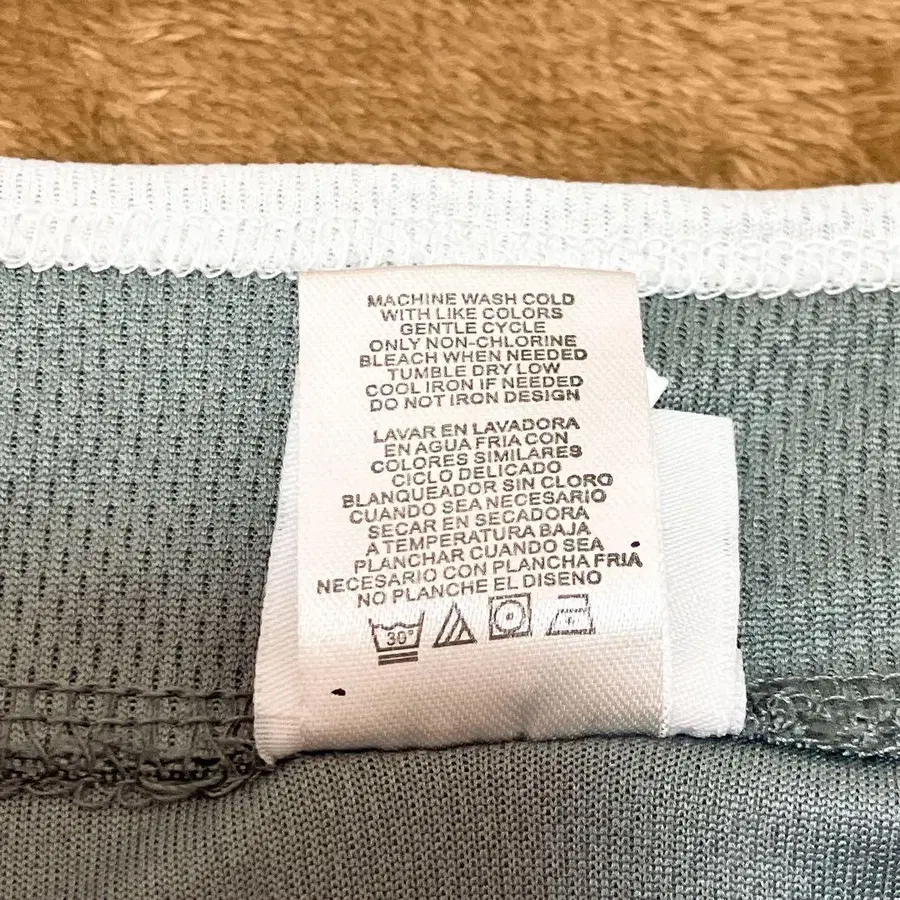 MACHINE WASH COLD
WITH LIKE COLORS
GENTLE CYCLE
ONLY NON-CHLORINE
BLEACH WHEN NEEDED
TUMBLE DRY LOW
COOL IRON IF NEEDED
DO NOT IRON DESIGN
LAVAR EN LAVADORA
EN AGUA FRIA CON
COLORES SIMILARES
CICLO DELICADO
BLANQUEADOR SIN CLORO
CUANDO SEA NECESARIO
SECAR EN SECADORA
A TEMPERATURA BAJA
PLANCHAR CUANDO SEA
NECESARIO CON PLANCHA FRIA
NO PLANCHE EL DISENO
30°